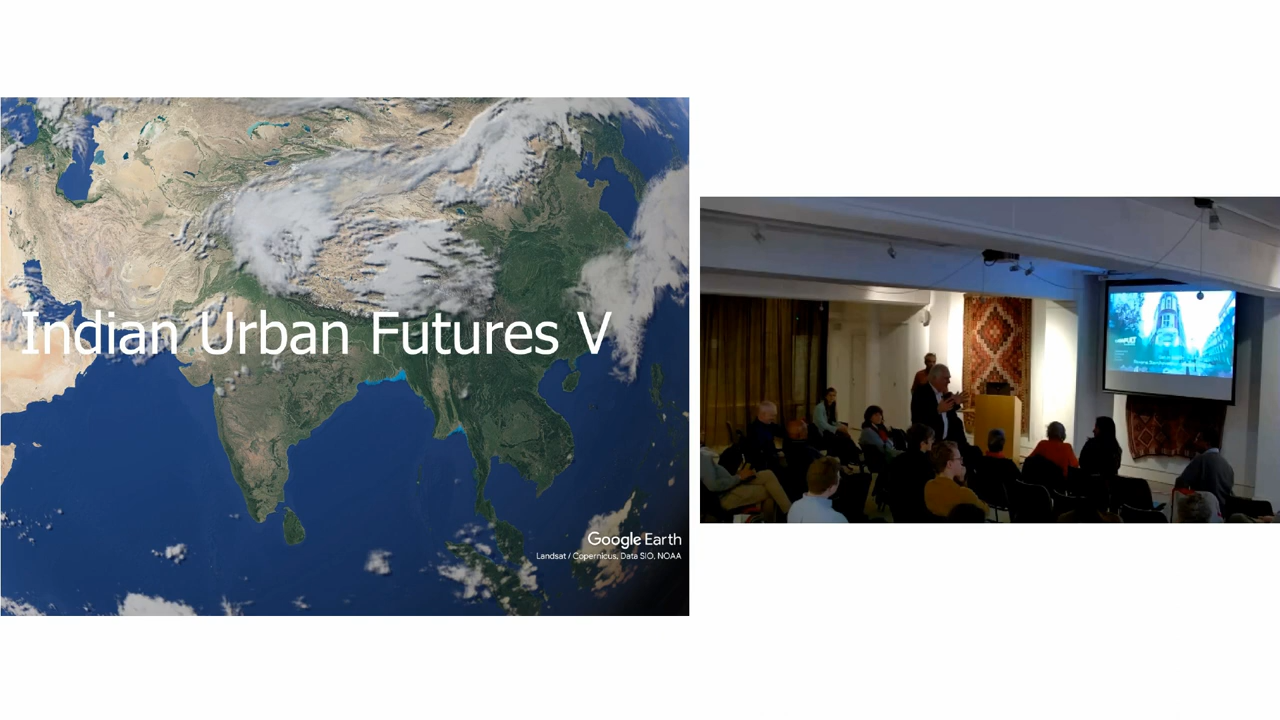 Indian Urban Futures V
Google Earth
Landsat / Copernicus, Data SIO, NOAA